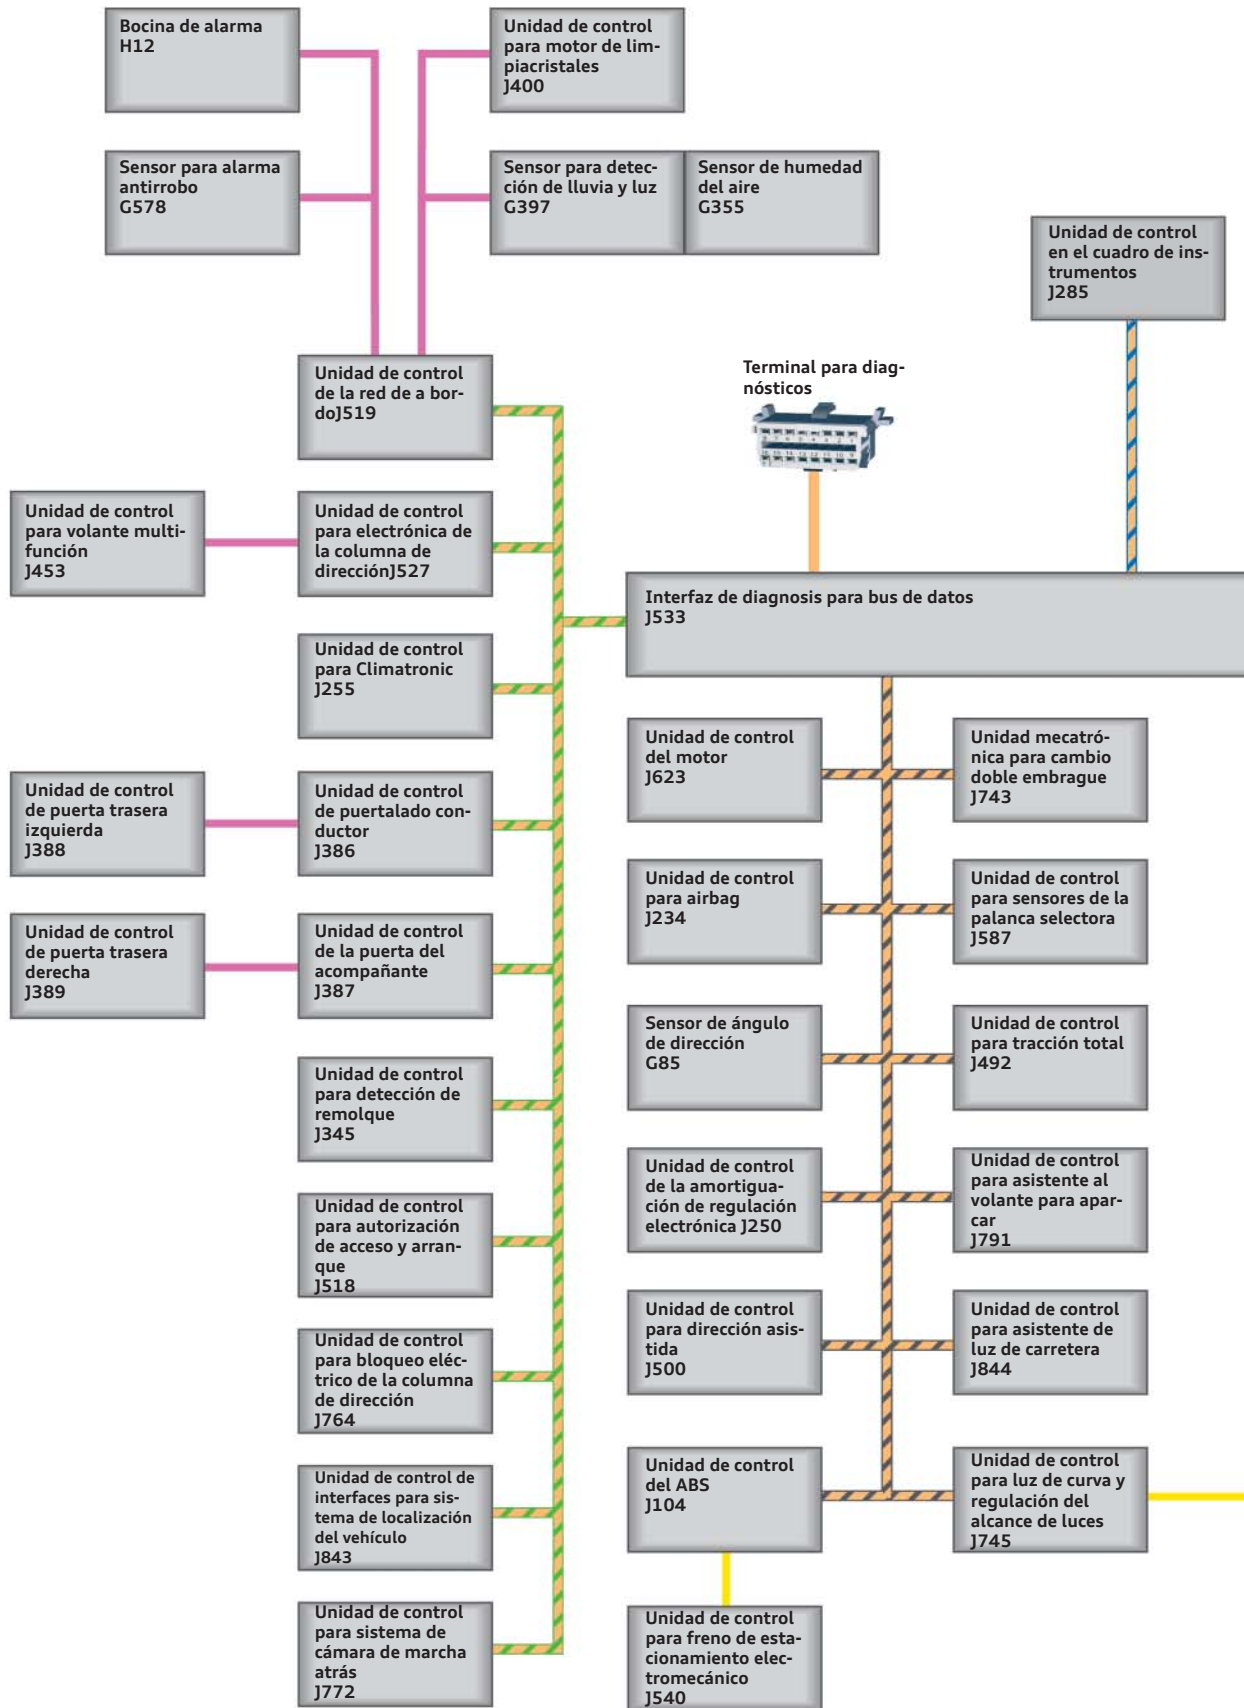 Bocina de alarma
H12
Unidad de control
para motor de lim-
piacristales
J400
Sensor para alarma
antirrobo
G578
Sensor para detec-
ción de lluvia y luz
G397
Sensor de humedad
del aire
G355
Unidad de control
en el cuadro de ins-
trumentos
J285
Unidad de control
de la red de a bor-
doJ519
Terminal para diag-
nósticos
Unidad de control
para volante multi-
función
J453
Unidad de control
para electrónica de
la columna de
direcciónJ527
Interfaz de diagnosis para bus de datos
J533
Unidad de control
para Climatronic
J255
Unidad de control
del motor
J623
Unidad mecatró-
nica para cambio
doble embrague
J743
Unidad de control
de puerta trasera
izquierda
J388
Unidad de control
de puertalado con-
ductor
J386
Unidad de control
para airbag
J234
Unidad de control
para sensores de la
palanca selectora
J587
Unidad de control
de puerta trasera
derecha
J389
Unidad de control
de la puerta del
acompañante
J387
Sensor de ángulo
de dirección
G85
Unidad de control
para tracción total
J492
Unidad de control
para detección de
remolque
J345
Unidad de control
de la amortigua-
ción de regulación
electrónica J250
Unidad de control
para asistente al
volante para apar-
car
J791
Unidad de control
para autorización
de acceso y arran-
que
J518
Unidad de control
para dirección asis-
tida
J500
Unidad de control
para asistente de
luz de carretera
J844
Unidad de control
para bloqueo eléc-
trico de la columna
de dirección
J764
Unidad de control
del ABS
J104
Unidad de control
para luz de curva y
regulación del
alcance de luces
J745
Unidad de control de
interfaces para sis-
tema de localización
del vehículo
J843
Unidad de control
para sistema de
cámara de marcha
atrás
J772
Unidad de control
para freno de esta-
cionamiento elec-
tromecánico
J540